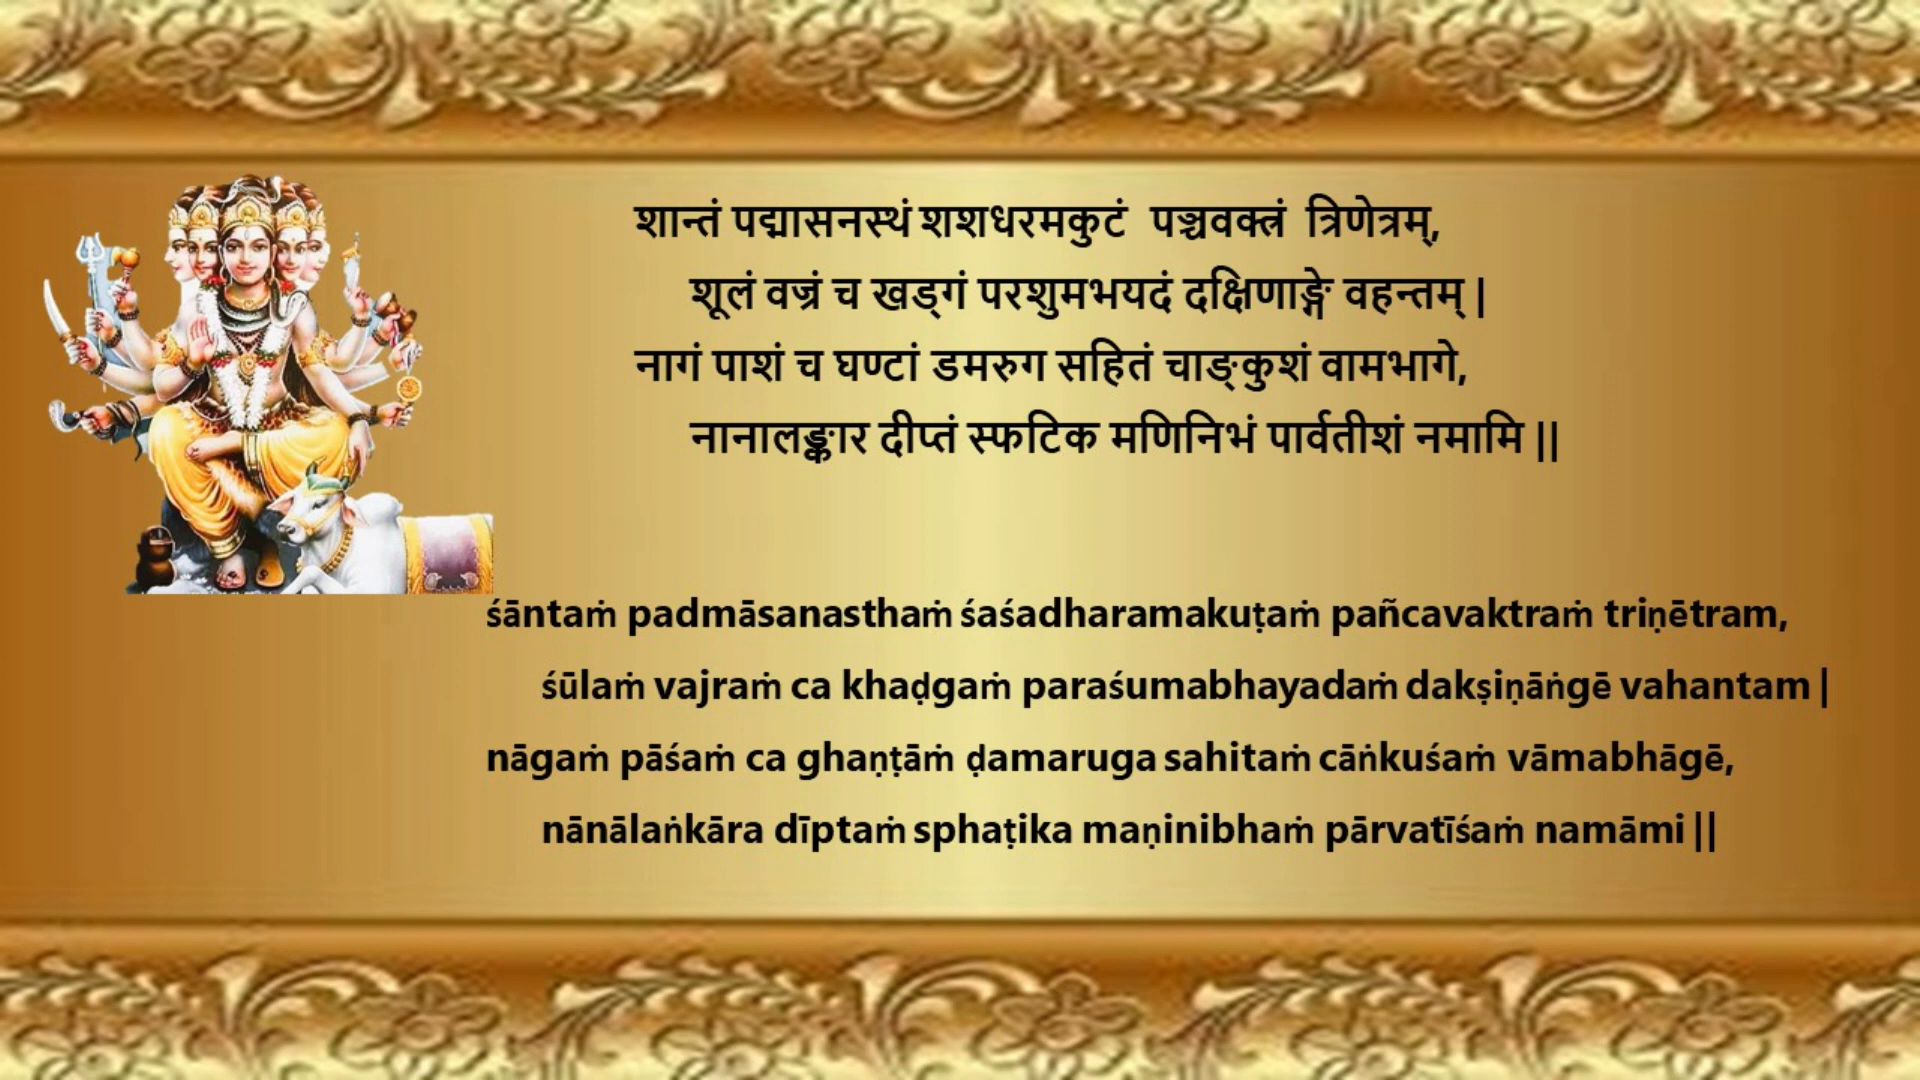 शान्तं पद्मासनस्थं शशधरमकुटं पञ्चवक्त्रं त्रिणेत्रम्,
शूलं वज्रं च खड्गं परशुमभयदं दक्षिणाङ्गे वहन्तम् |
नागं पाशं च घण्टां डमरुग सहितं चाङ्कुशं वामभागे,
नानालङ्कार दीप्तं स्फटिक मणिनिभं पार्वतीशं नमामि ||
śāntaṁ padmāsanasthaṁ śaśadharamakuṭaṁ pañcavaktraṁ triṇētram,
śūlaṁ vajraṁ ca khaḍgaṁ paraśumabhayadaṁ dakṣiṇāṅgē vahantam |
nāgaṁ pāśaṁ ca ghaṇṭāṁ ḍamaruga sahitaṁ cāṅkuśaṁ vāmabhāgē,
nānālaṅkāra dīptaṁ sphaṭika maṇinibhaṁ pārvatīśaṁ namāmi ||